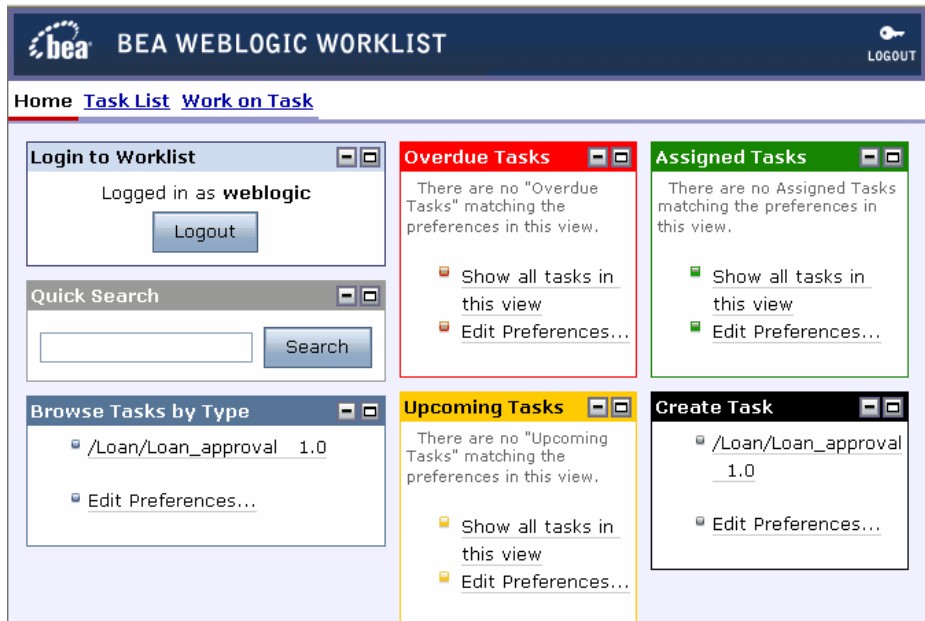 bea BEA WEBLOGIC WORKLIST
LOGOUT
Home Task List Work on Task
Login to Worklist
Logged in as weblogic
Logout
Quick Search
Search
Browse Tasks by Type
/Loan/Loan_approval 1.0
Edit Preferences...
Overdue Tasks
There are no "Overdue
Tasks" matching the
preferences in this view.
Show all tasks in
this view
Edit Preferences...
Upcoming Tasks
There are no "Upcoming
Tasks" matching the
preferences in this view.
Show all tasks in
this view
Edit Preferences...
Assigned Tasks
There are no Assigned Tasks
matching the preferences in
this view.
Show all tasks in
this view
Edit Preferences...
Create Task
/Loan/Loan_approval
1.0
Edit Preferences...